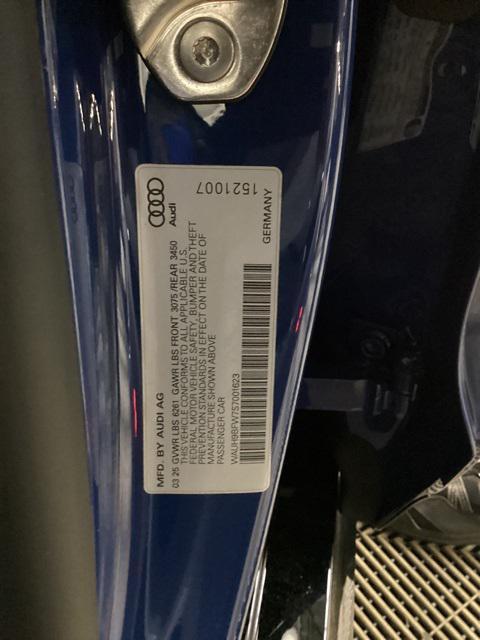 MFD. BY AUDI AG
Audi
03 25 GVWR LBS 6261 GAWR LBS FRONT 3075 /REAR 3450
THIS VEHICLE CONFORMS TO ALL APPLICABLE U.S.
FEDERAL MOTOR VEHICLE SAFETY, BUMPER AND THEFT
PREVENTION STANDARDS IN EFFECT ON THE DATE OF
MANUFACTURE SHOWN ABOVE
PASSENGER CAR
1521007
WAUH9BFW7S7001623
GERMANY